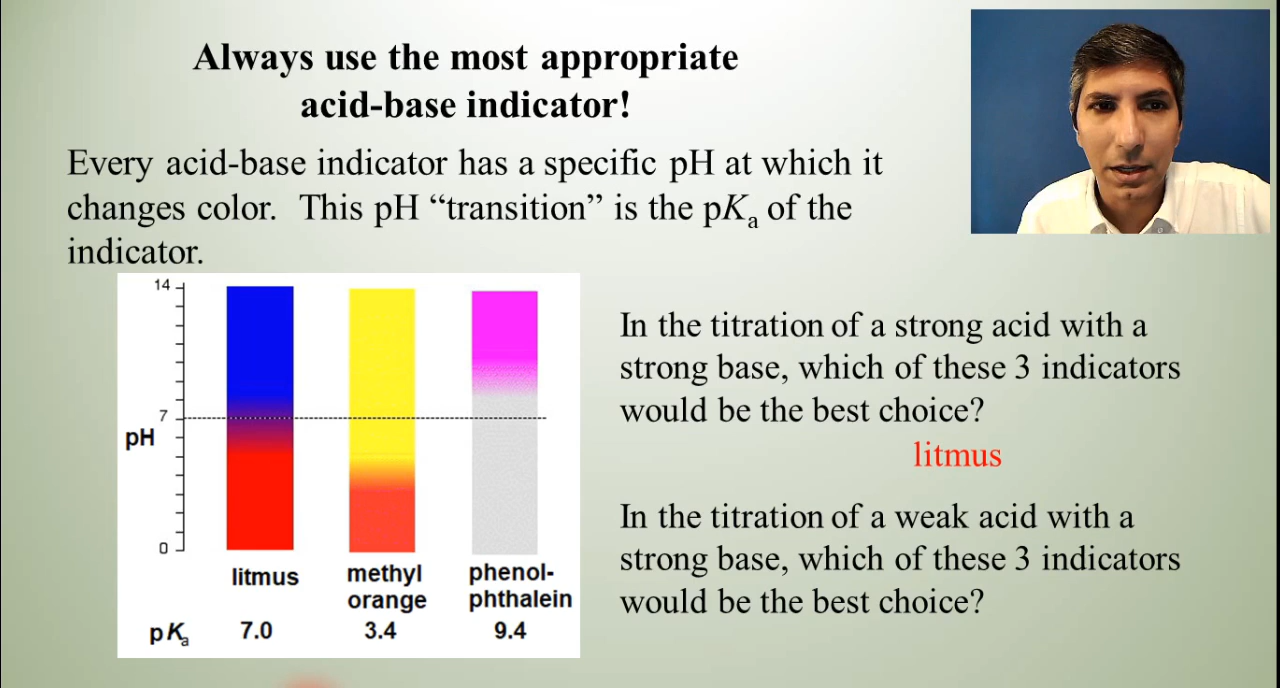 Always use the most appropriate
acid-base indicator!
Every acid-base indicator has a specific pH at which it
changes color. This pH “transition” is the pKa of the
indicator.
14
7
pH
0
litmus
methyl
orange
phenol-
phthalein
pKa 7.0 3.4 9.4
In the titration of a strong acid with a
strong base, which of these 3 indicators
would be the best choice?
litmus
In the titration of a weak acid with a
strong base, which of these 3 indicators
would be the best choice?